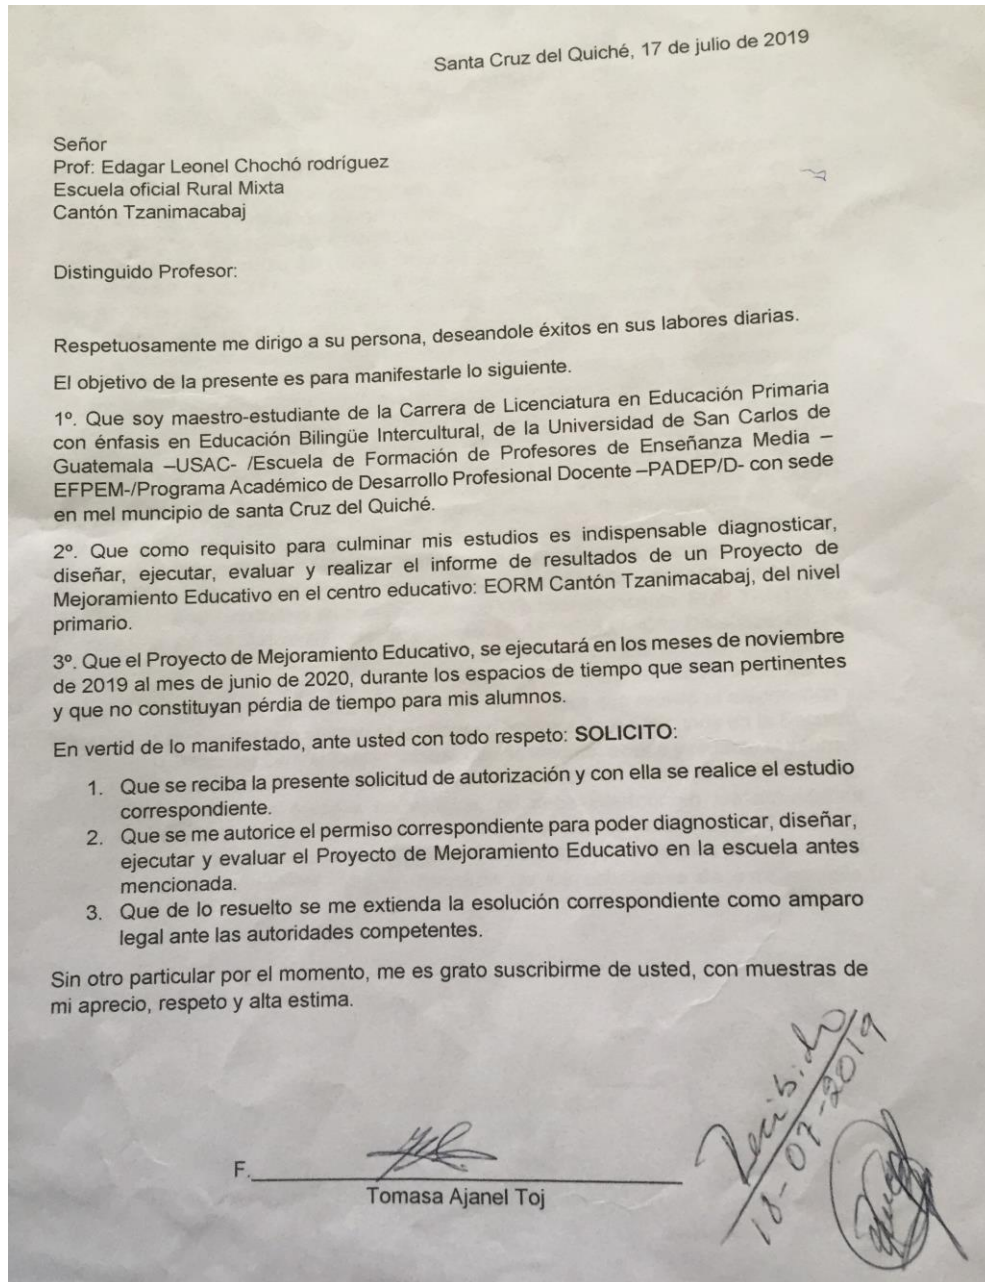 Santa Cruz del Quiché, 17 de julio de 2019
Señor
Prof: Edagar Leonel Chochó rodríguez
Escuela oficial Rural Mixta
Cantón Tzanimacabaj
Distinguido Profesor:
Respetuosamente me dirigo a su persona, deseandole éxitos en sus labores diarias.
El objetivo de la presente es para manifestarle lo siguiente.
1º. Que soy maestro-estudiante de la Carrera de Licenciatura en Educación Primaria
con énfasis en Educación Bilingüe Intercultural, de la Universidad de San Carlos de
Guatemala –USAC- /Escuela de Formación de Profesores de Enseñanza Media –
EFPEM-/Programa Académico de Desarrollo Profesional Docente –PADEP/D- con sede
en mel muncipio de santa Cruz del Quiché.
2º. Que como requisito para culminar mis estudios es indispensable diagnosticar,
diseñar, ejecutar, evaluar y realizar el informe de resultados de un Proyecto de
Mejoramiento Educativo en el centro educativo: EORM Cantón Tzanimacabaj, del nivel
primario.
3º. Que el Proyecto de Mejoramiento Educativo, se ejecutará en los meses de noviembre
de 2019 al mes de junio de 2020, durante los espacios de tiempo que sean pertinentes
y que no constituyan pérdia de tiempo para mis alumnos.
En vertid de lo manifestado, ante usted con todo respeto: SOLICITO:
1. Que se reciba la presente solicitud de autorización y con ella se realice el estudio
correspondiente.
2. Que se me autorice el permiso correspondiente para poder diagnosticar, diseñar,
ejecutar y evaluar el Proyecto de Mejoramiento Educativo en la escuela antes
mencionada.
3. Que de lo resuelto se me extienda la esolución correspondiente como amparo
legal ante las autoridades competentes.
Sin otro particular por el momento, me es grato suscribirme de usted, con muestras de
mi aprecio, respeto y alta estima.
Recibido
18-07-2019
F.
Tomasa Ajanel Toj